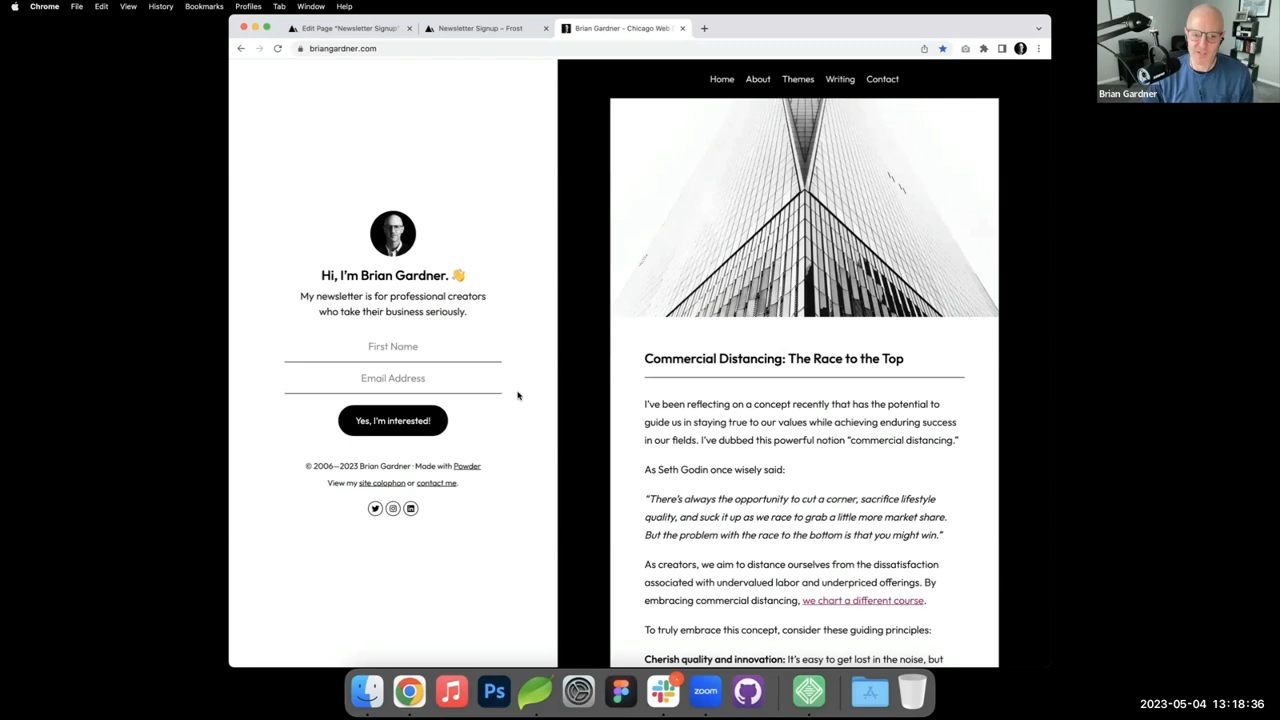 Chrome File Edit View History Bookmarks Profiles Tab Window Help
Edit Page "Newsletter Signup"
Newsletter Signup – Frost
Brian Gardner - Chicago Web
briangardner.com
Brian Gardner
Home About Themes Writing Contact
Hi, I'm Brian Gardner. 👋
My newsletter is for professional creators
who take their business seriously.
First Name
Email Address
Yes, I'm interested!
© 2006—2023 Brian Gardner · Made with Powder
View my site colophon or contact me.
Commercial Distancing: The Race to the Top
I've been reflecting on a concept recently that has the potential to
guide us in staying true to our values while achieving enduring success
in our fields. I've dubbed this powerful notion “commercial distancing.”
As Seth Godin once wisely said:
“There's always the opportunity to cut a corner, sacrifice lifestyle
quality, and suck it up as we race to grab a little more market share.
But the problem with the race to the bottom is that you might win.”
As creators, we aim to distance ourselves from the dissatisfaction
associated with undervalued labor and underpriced offerings. By
embracing commercial distancing, we chart a different course.
To truly embrace this concept, consider these guiding principles:
Cherish quality and innovation: It's easy to get lost in the noise, but
Ps
zoom
2023-05-04 13:18:36